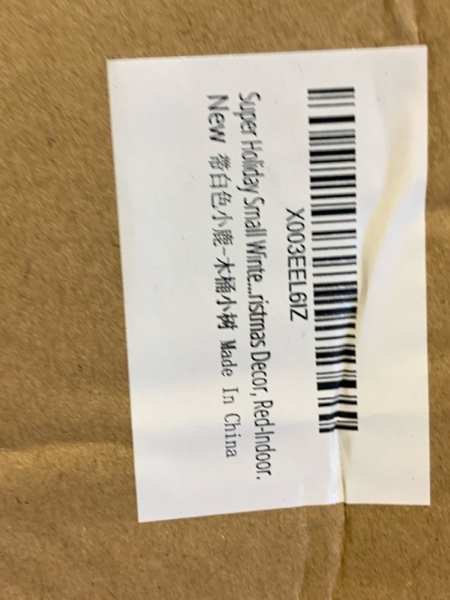 X003EEL6IZ
Super Holiday Small Winte...ristmas Decor, Red-Indoor.
New 带白色小鹿-木桶小树 Made In China